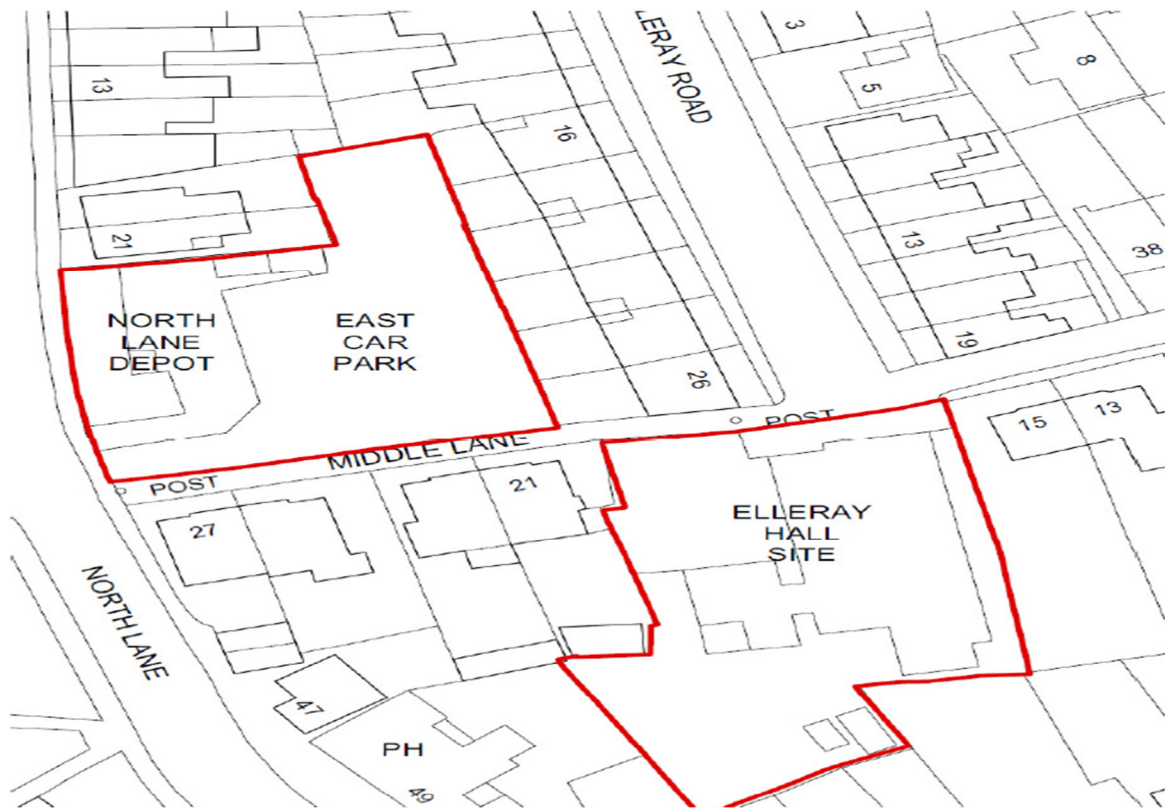 LERAY ROAD
3
5
8
13
16
13
38
19
21
26
NORTH
LANE
DEPOT
EAST
CAR
PARK
POST
MIDDLE LANE
POST
15
13
21
27
ELLERAY
HALL
SITE
NORTH LANE
47
PH
49